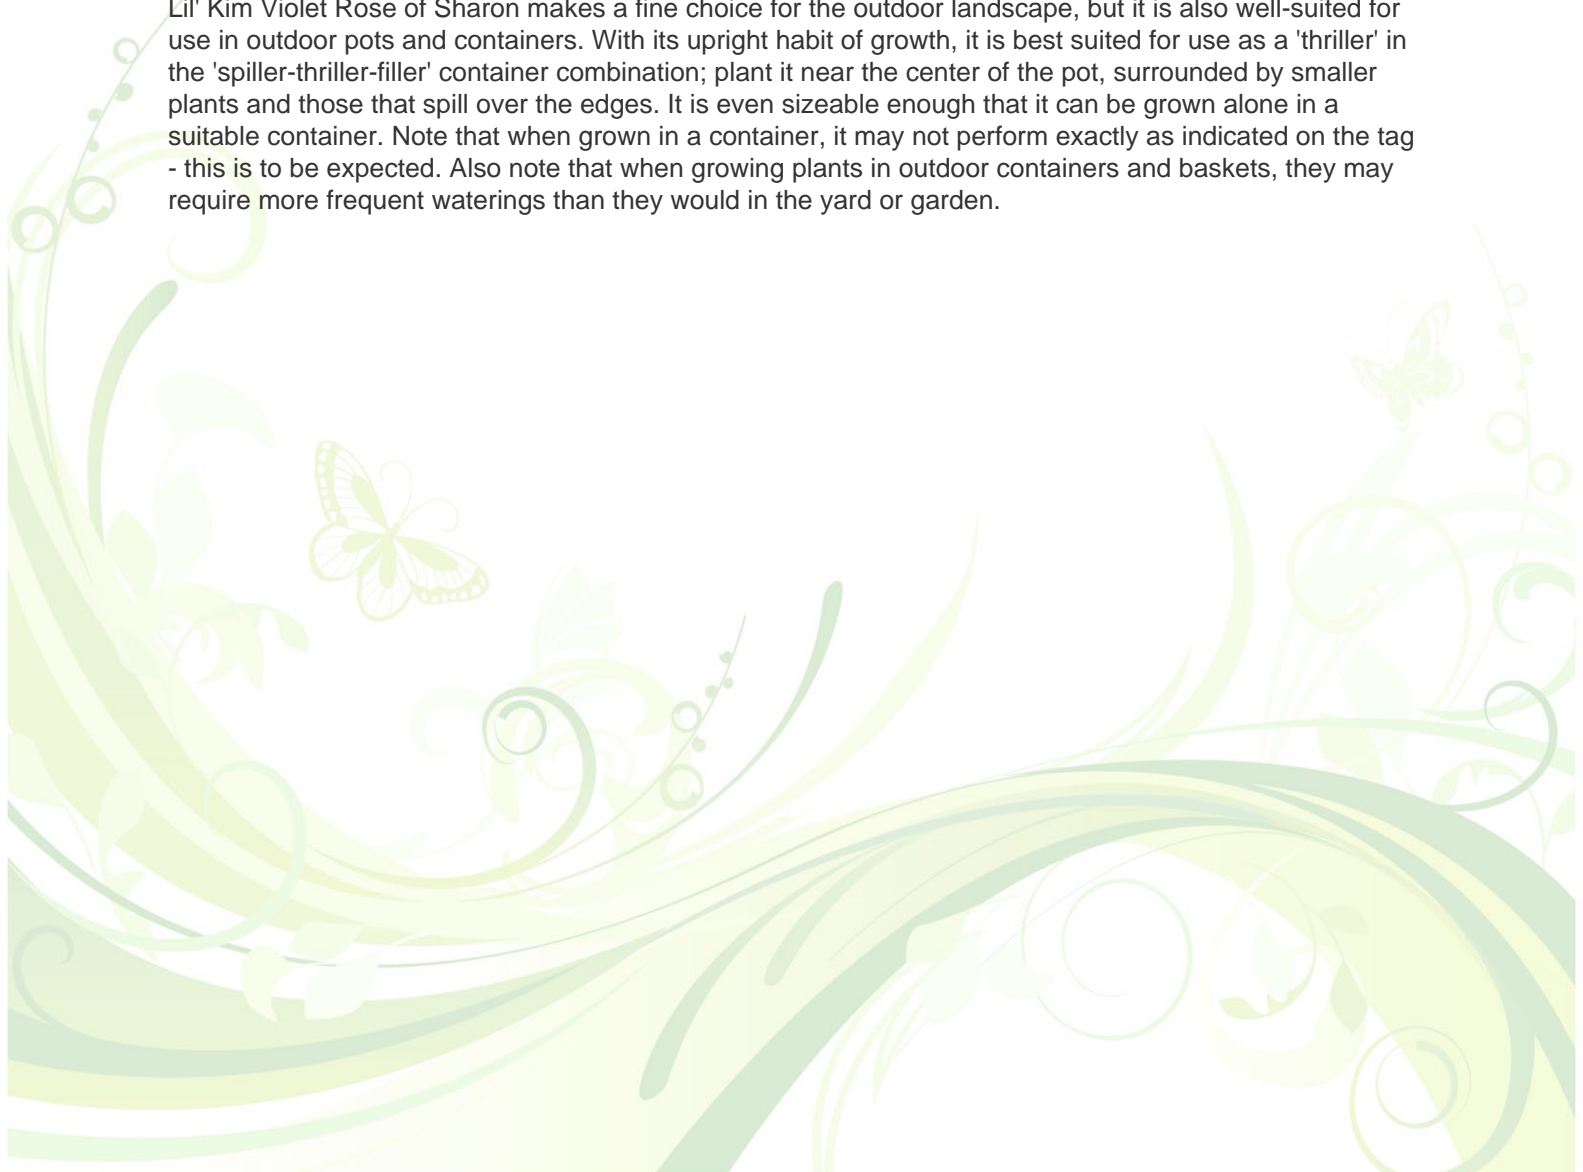 Lil' Kim Violet Rose of Sharon makes a fine choice for the outdoor landscape, but it is also well-suited for
use in outdoor pots and containers. With its upright habit of growth, it is best suited for use as a 'thriller' in
the 'spiller-thriller-filler' container combination; plant it near the center of the pot, surrounded by smaller
plants and those that spill over the edges. It is even sizeable enough that it can be grown alone in a
suitable container. Note that when grown in a container, it may not perform exactly as indicated on the tag
- this is to be expected. Also note that when growing plants in outdoor containers and baskets, they may
require more frequent waterings than they would in the yard or garden.